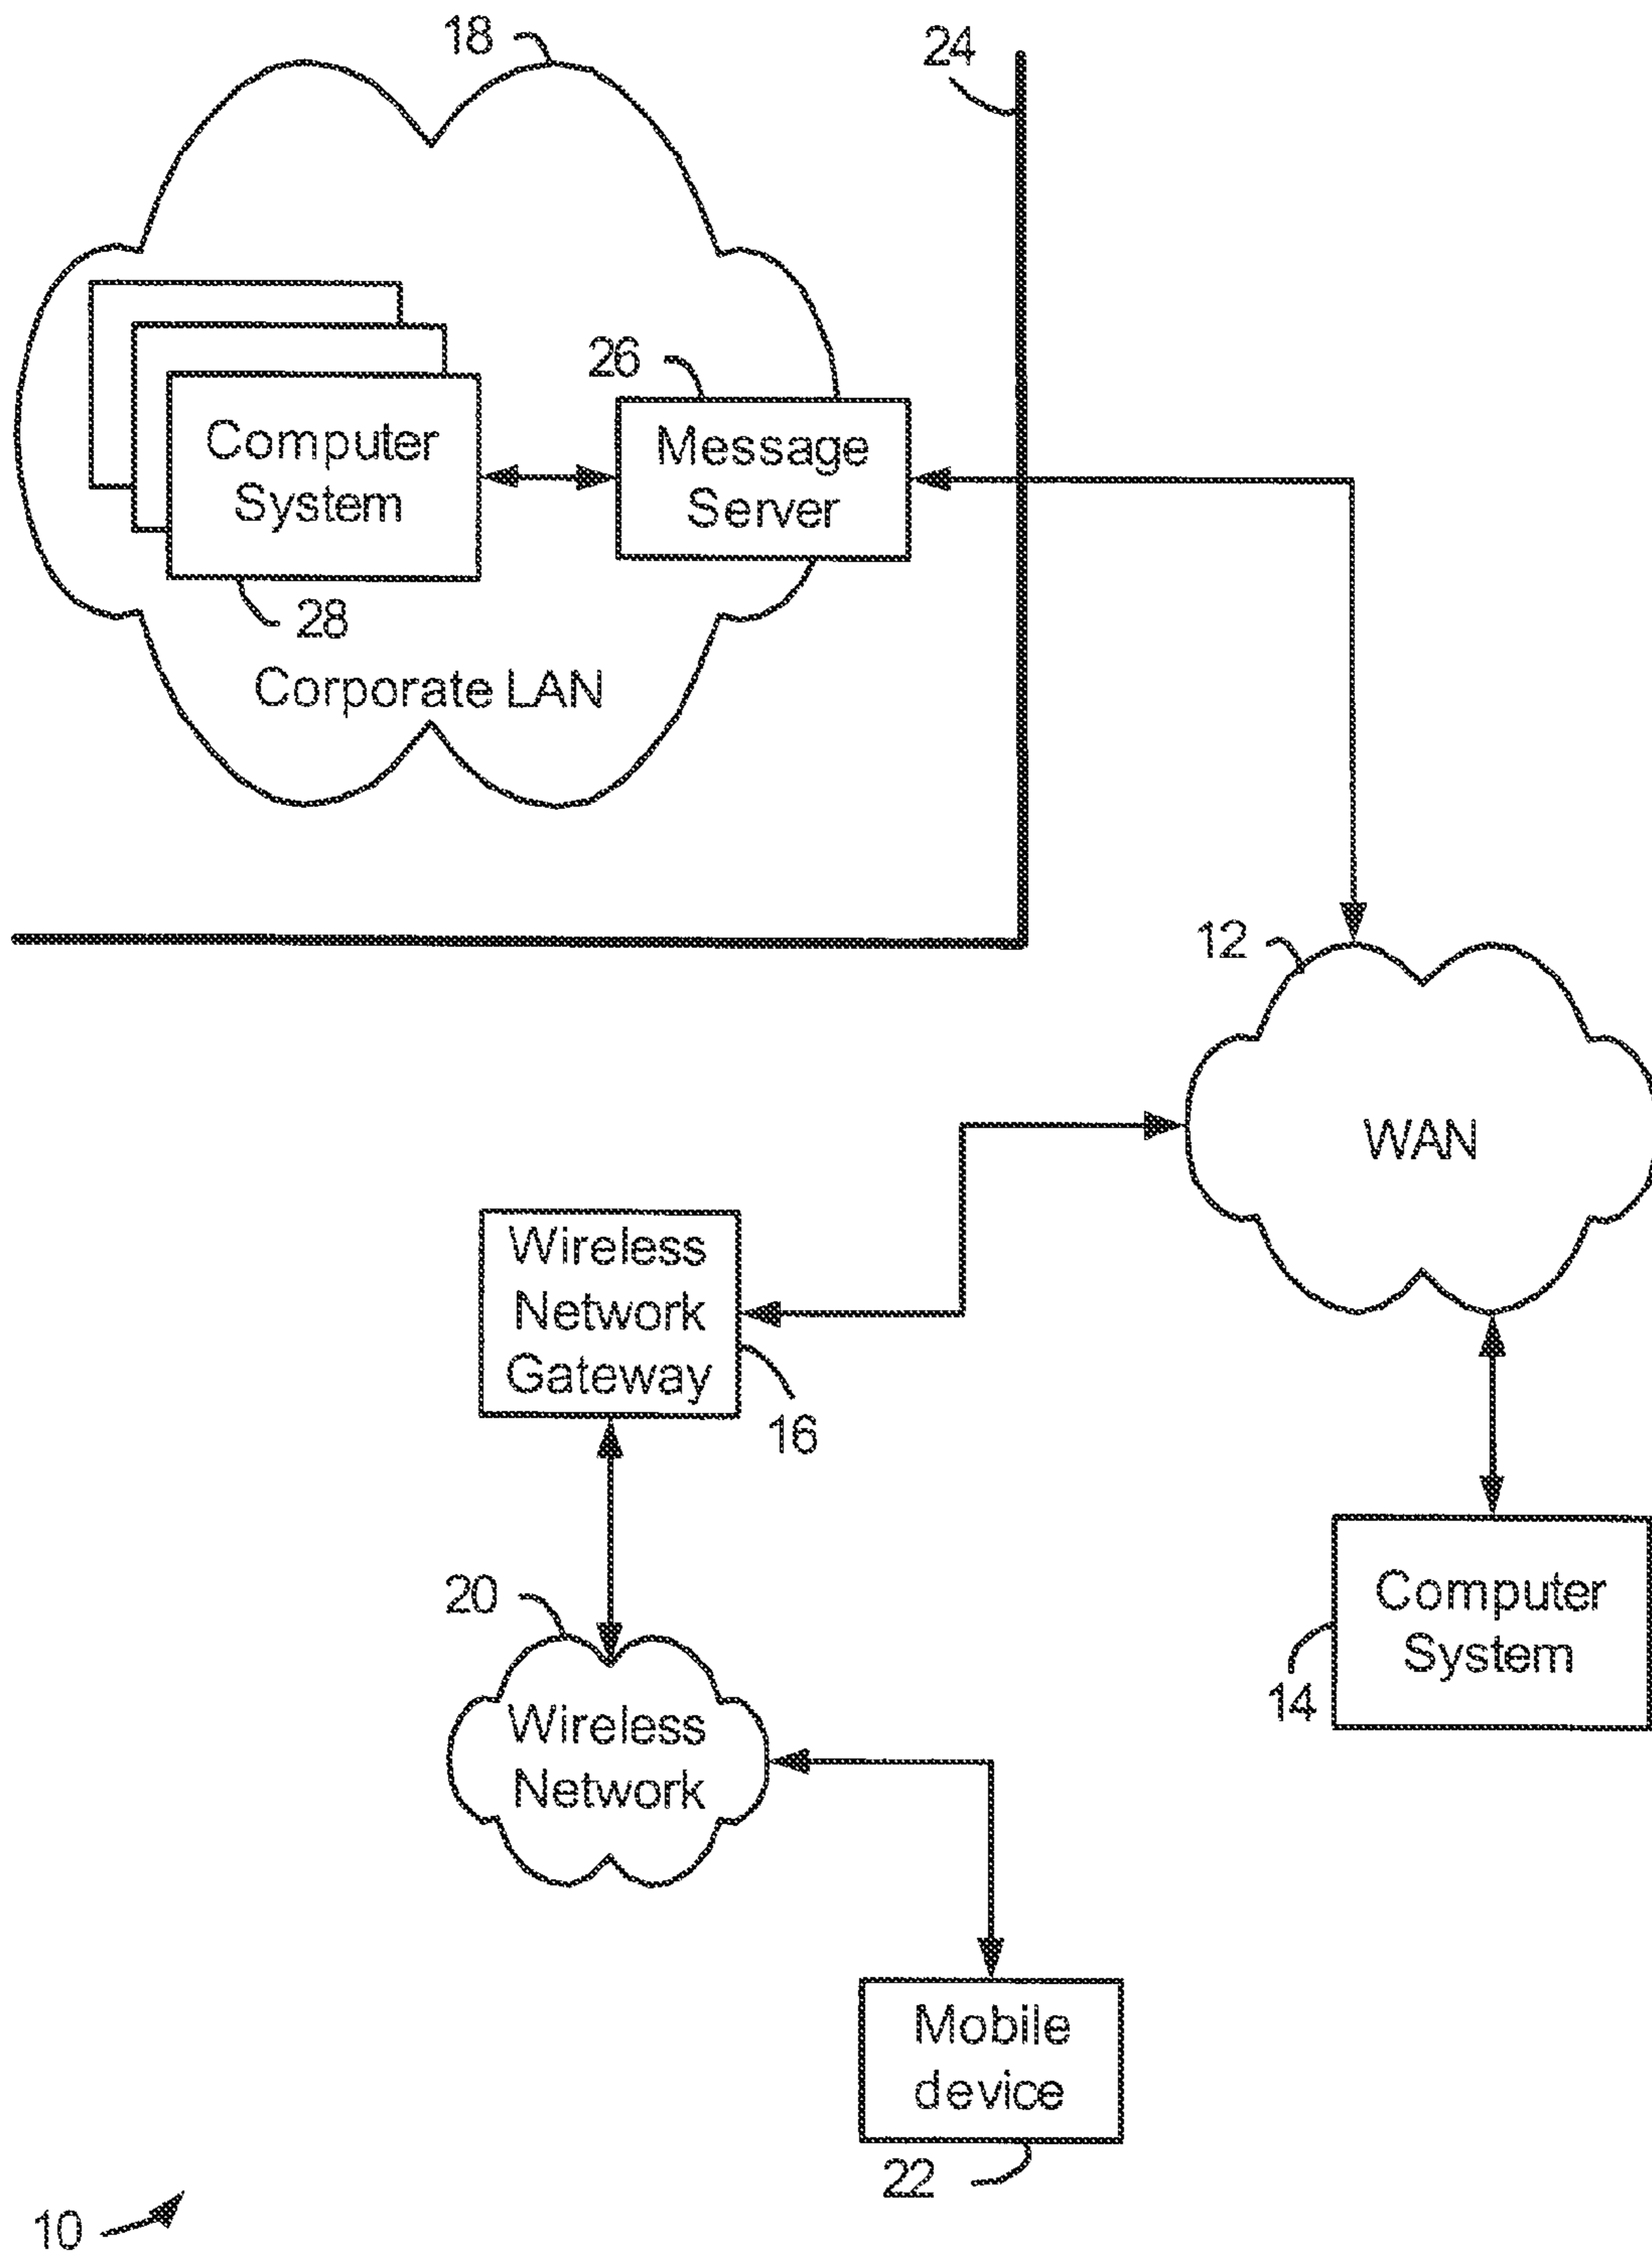 18
24
26
Computer
System
Message
Server
28
Corporate LAN
12
WAN
Wireless
Network
Gateway
16
20
Computer
System
14
Wireless
Network
Mobile
device
22
10